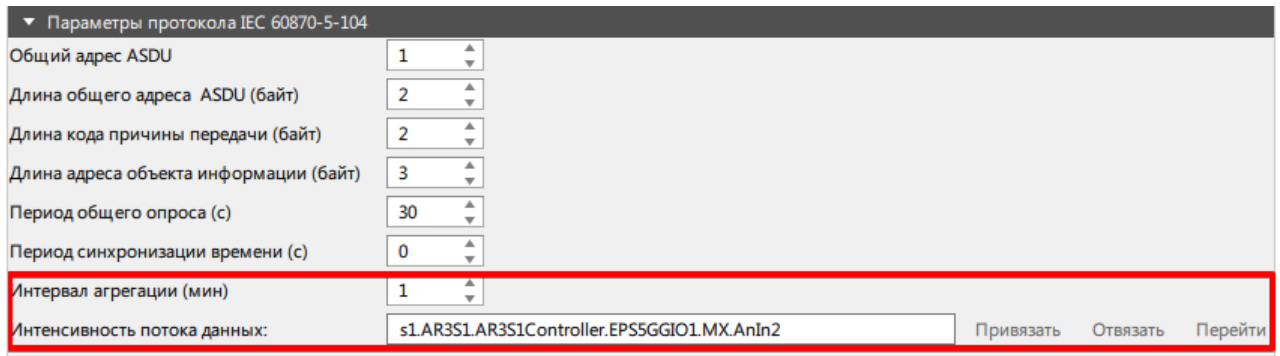 Параметры протокола IEC 60870-5-104
Общий адрес ASDU 1
Длина общего адреса ASDU (байт) 2
Длина кода причины передачи (байт) 2
Длина адреса объекта информации (байт) 3
Период общего опроса (с) 30
Период синхронизации времени (с) 0
Интервал агрегации (мин) 1
Интенсивность потока данных: s1.AR3S1.AR3S1Controller.EPS5GGIO1.MX.AnIn2 Привязать Отвязать Перейти